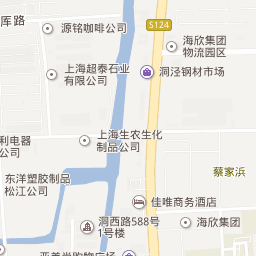 库路
源铭咖啡公司
S124
海欣集团
物流园区
上海超泰石业
有限公司
洞泾钢材市场
利电器
公司
上海生农生化
制品公司
东洋塑胶制品
松江公司
蔡家浜
佳唯商务酒店
洞西路588号
1号楼
海欣集团